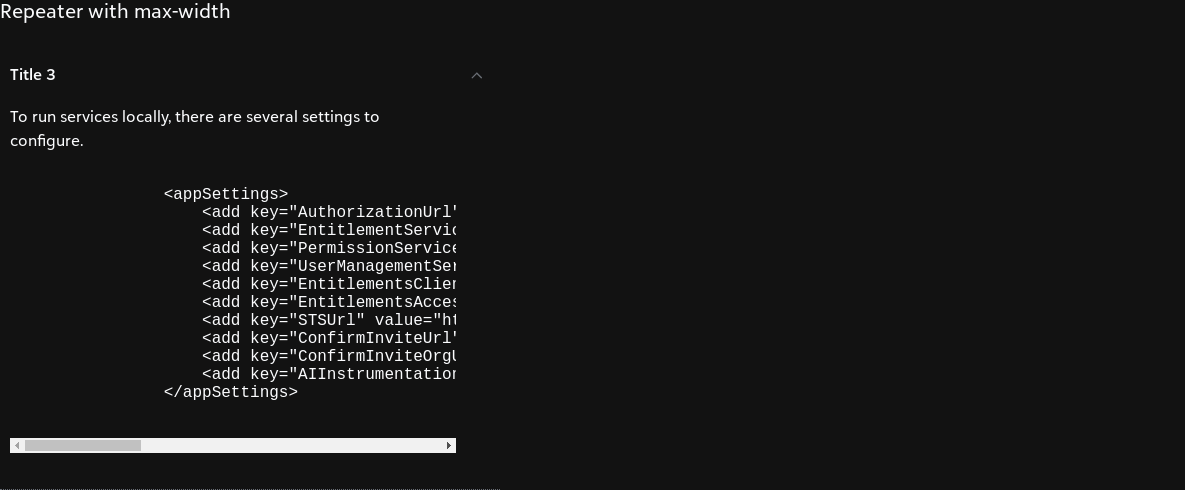 Repeater with max-width
Title 3
To run services locally, there are several settings to
configure.
<appSettings>
<add key="AuthorizationUrl"
<add key="EntitlementServic
<add key="PermissionService
<add key="UserManagementSer
<add key="EntitlementsClien
<add key="EntitlementsAcces
<add key="STSUrl" value="ht
<add key="ConfirmInviteUrl"
<add key="ConfirmInviteOrgU
<add key="AIInstrumentation
</appSettings>